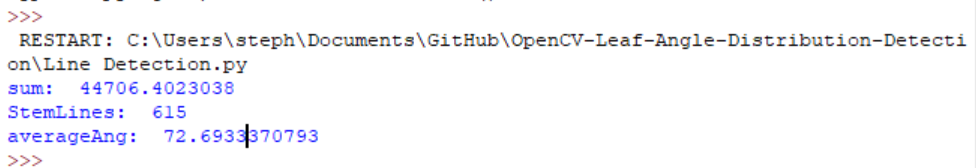 >>>
 RESTART: C:\Users\steph\Documents\GitHub\OpenCV-Leaf-Angle-Distribution-Detecti
on\Line Detection.py
sum:  44706.4023038
StemLines:  615
averageAng:  72.6933370793
>>>